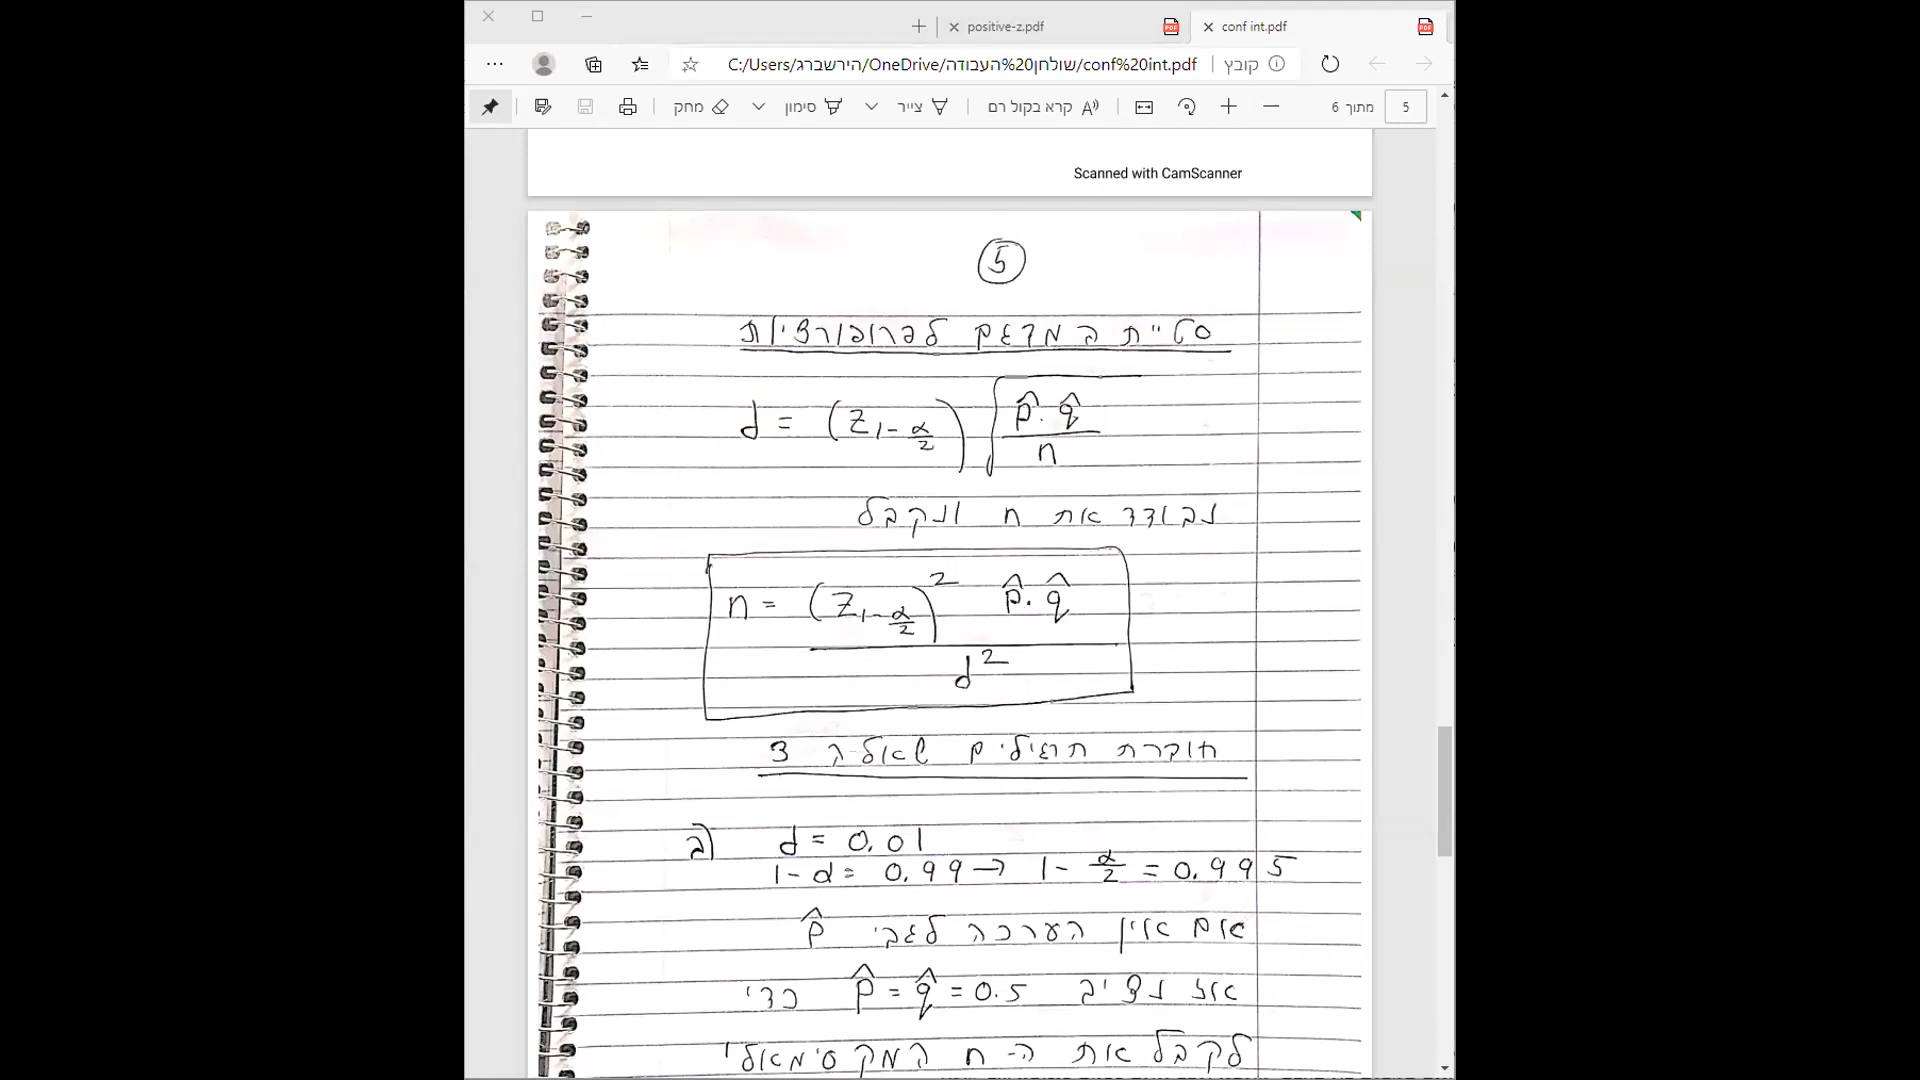 positive-z.pdf
conf int.pdf
קובץ C:/Users/הירשברג/OneDrive/שולחן%20העבודה/conf%20int.pdf
5 מתוך 6
קרא בקול רם
צייר
סימון
מחק
Scanned with CamScanner
5
סטיית המדגם לפרופורציות
d = (Z1-α/2) √(p̂·q̂/n)
נבודד את n ונקבל
n = (Z1-α/2)² p̂·q̂ / d²
חוברת תרגילים שאלה 3
ב) d = 0.01
1-α = 0.99 → 1-α/2 = 0.995
אם אין הערכה לגבי p̂
אז נציב p̂ = q̂ = 0.5 כדי
לקבל את ה-n המקסימאלי